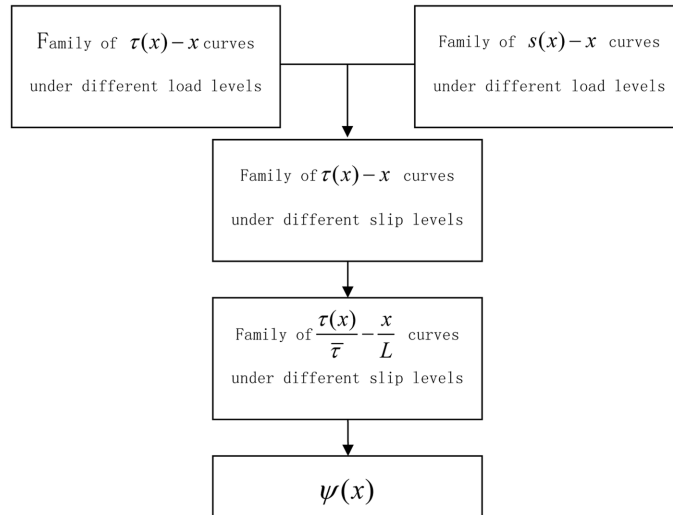 Family of τ(x)−x curves
under different load levels
Family of s(x)−x curves
under different load levels
Family of τ(x)−x curves
under different slip levels
Family of τ(x)/τ̅ − x/L curves
under different slip levels
ψ(x)